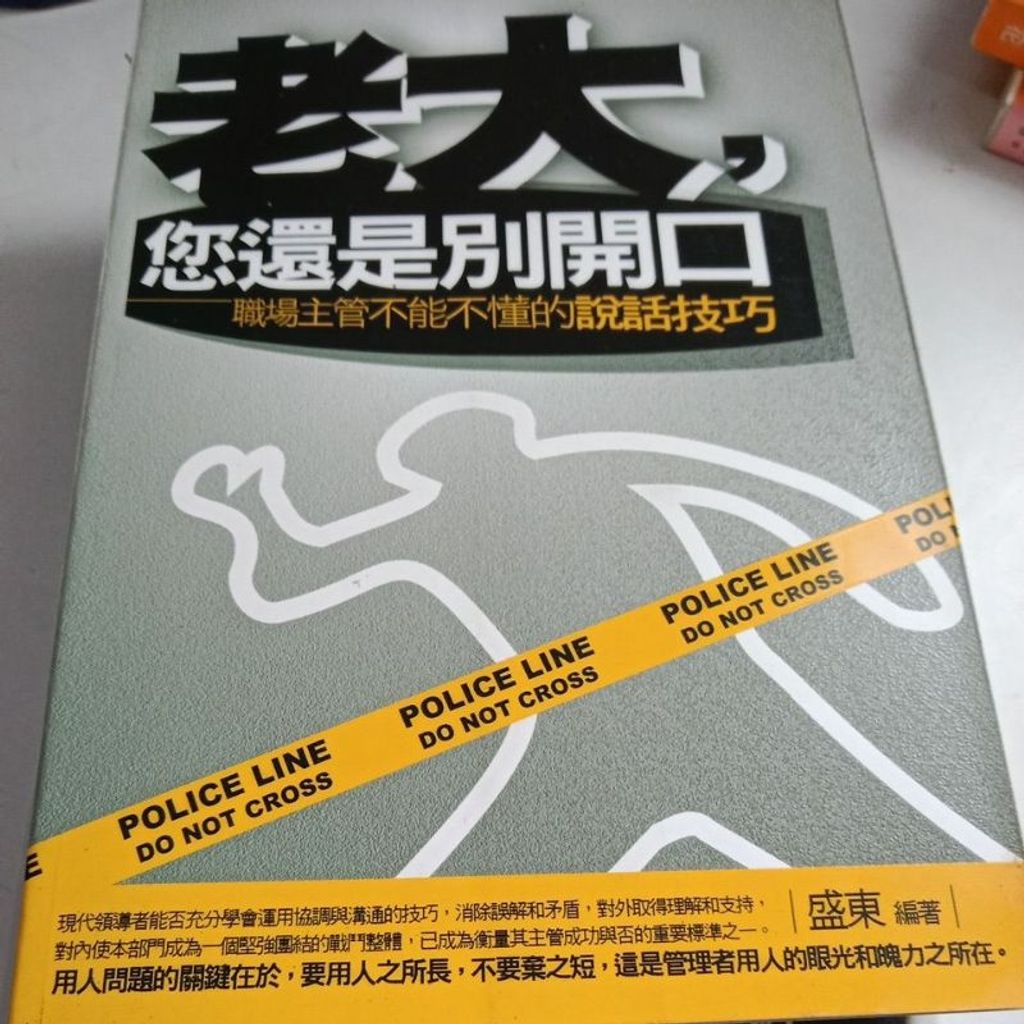 老大,
您還是別開口
職場主管不能不懂的說話技巧
POLICE LINE
DO NOT CROSS
POLICE LINE
DO NOT CROSS
POLICE LINE
DO NOT CROSS
POLI
DO
E
現代領導者能否充分學會運用協調與溝通的技巧，消除誤解和矛盾，對外取得理解和支持，
對內使本部門成為一個堅強團結的戰鬥整體，已成為衡量其主管成功與否的重要標準之一。
用人問題的關鍵在於，要用人之所長，不要棄之短，這是管理者用人的眼光和魄力之所在。
盛東 編著